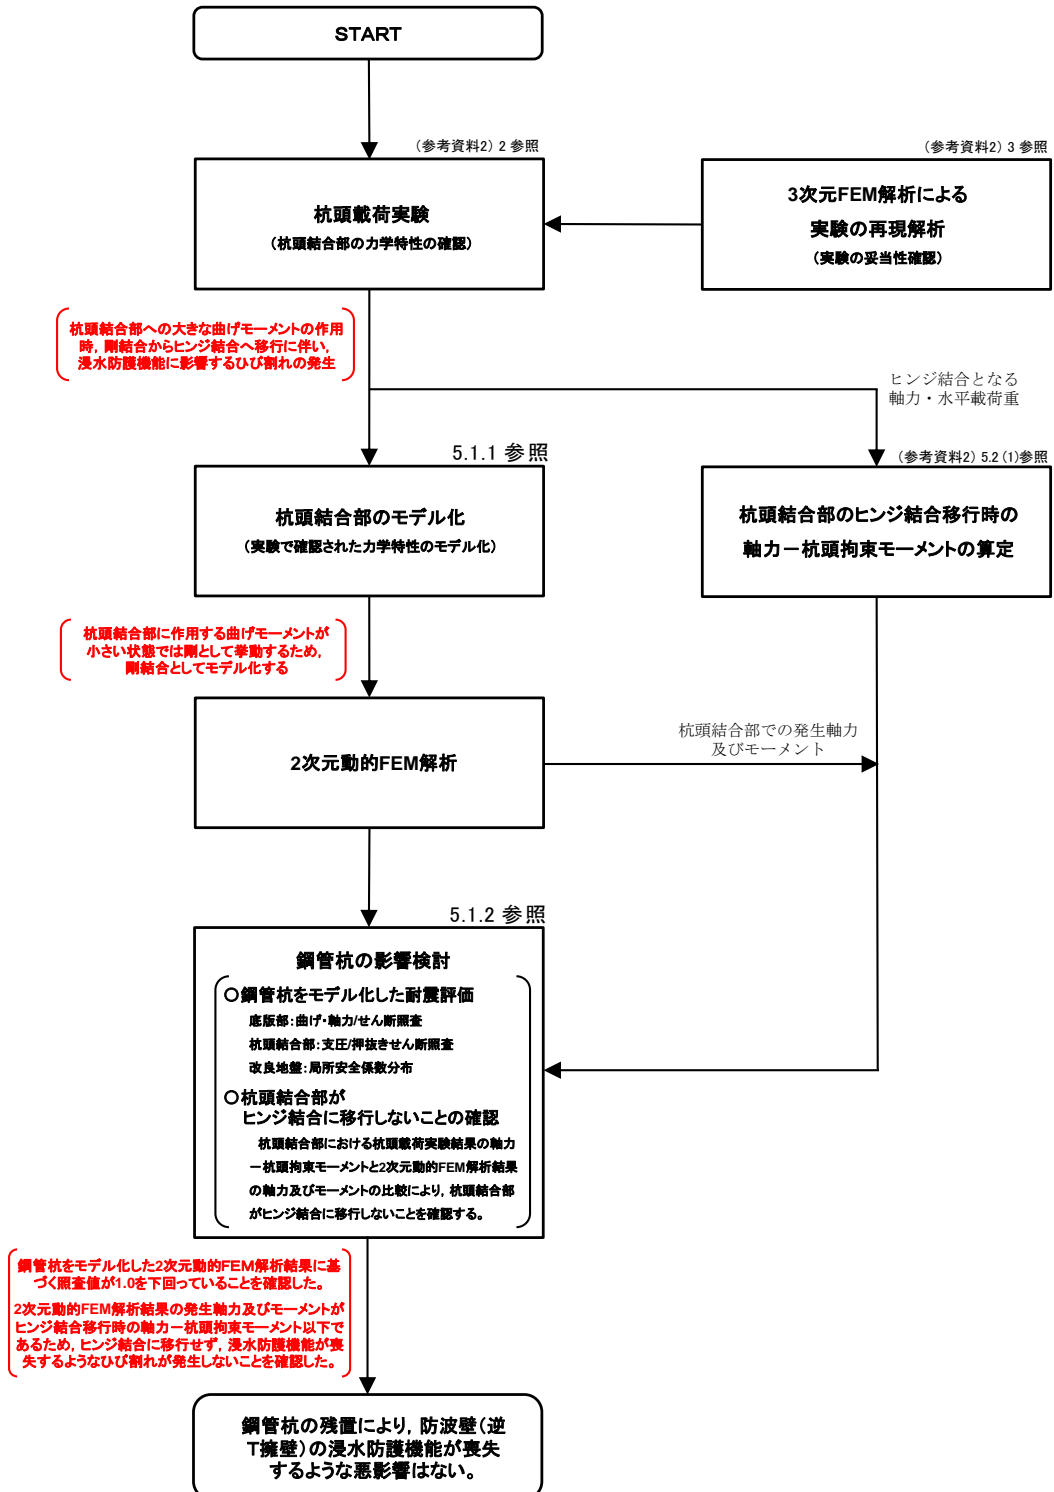 START
(参考資料2) 2 参照
杭頭載荷実験
(杭頭結合部の力学特性の確認)
(参考資料2) 3 参照
3次元FEM解析による
実験の再現解析
(実験の妥当性確認)
杭頭結合部への大きな曲げモーメントの作用
時, 剛結合からヒンジ結合へ移行に伴い,
浸水防護機能に影響するひび割れの発生
ヒンジ結合となる
軸力・水平載荷重
5.1.1 参照
杭頭結合部のモデル化
(実験で確認された力学特性のモデル化)
(参考資料2) 5.2 (1)参照
杭頭結合部のヒンジ結合移行時の
軸力－杭頭拘束モーメントの算定
杭頭結合部に作用する曲げモーメントが
小さい状態では剛として挙動するため,
剛結合としてモデル化する
2次元動的FEM解析
杭頭結合部での発生軸力
及びモーメント
5.1.2 参照
鋼管杭の影響検討
○鋼管杭をモデル化した耐震評価
底版部:曲げ・軸力/せん断照査
杭頭結合部:支圧/押抜きせん断照査
改良地盤:局所安全係数分布
○杭頭結合部が
ヒンジ結合に移行しないことの確認
杭頭結合部における杭頭載荷実験結果の軸力
－杭頭拘束モーメントと2次元動的FEM解析結果
の軸力及びモーメントの比較により, 杭頭結合部
がヒンジ結合に移行しないことを確認する。
鋼管杭をモデル化した2次元動的FEM解析結果に基
づく照査値が1.0を下回っていることを確認した。
2次元動的FEM解析結果の発生軸力及びモーメントが
ヒンジ結合移行時の軸力－杭頭拘束モーメント以下で
あるため, ヒンジ結合に移行せず, 浸水防護機能が喪
失するようなひび割れが発生しないことを確認した。
鋼管杭の残置により, 防波壁(逆
T擁壁)の浸水防護機能が喪失
するような悪影響はない。